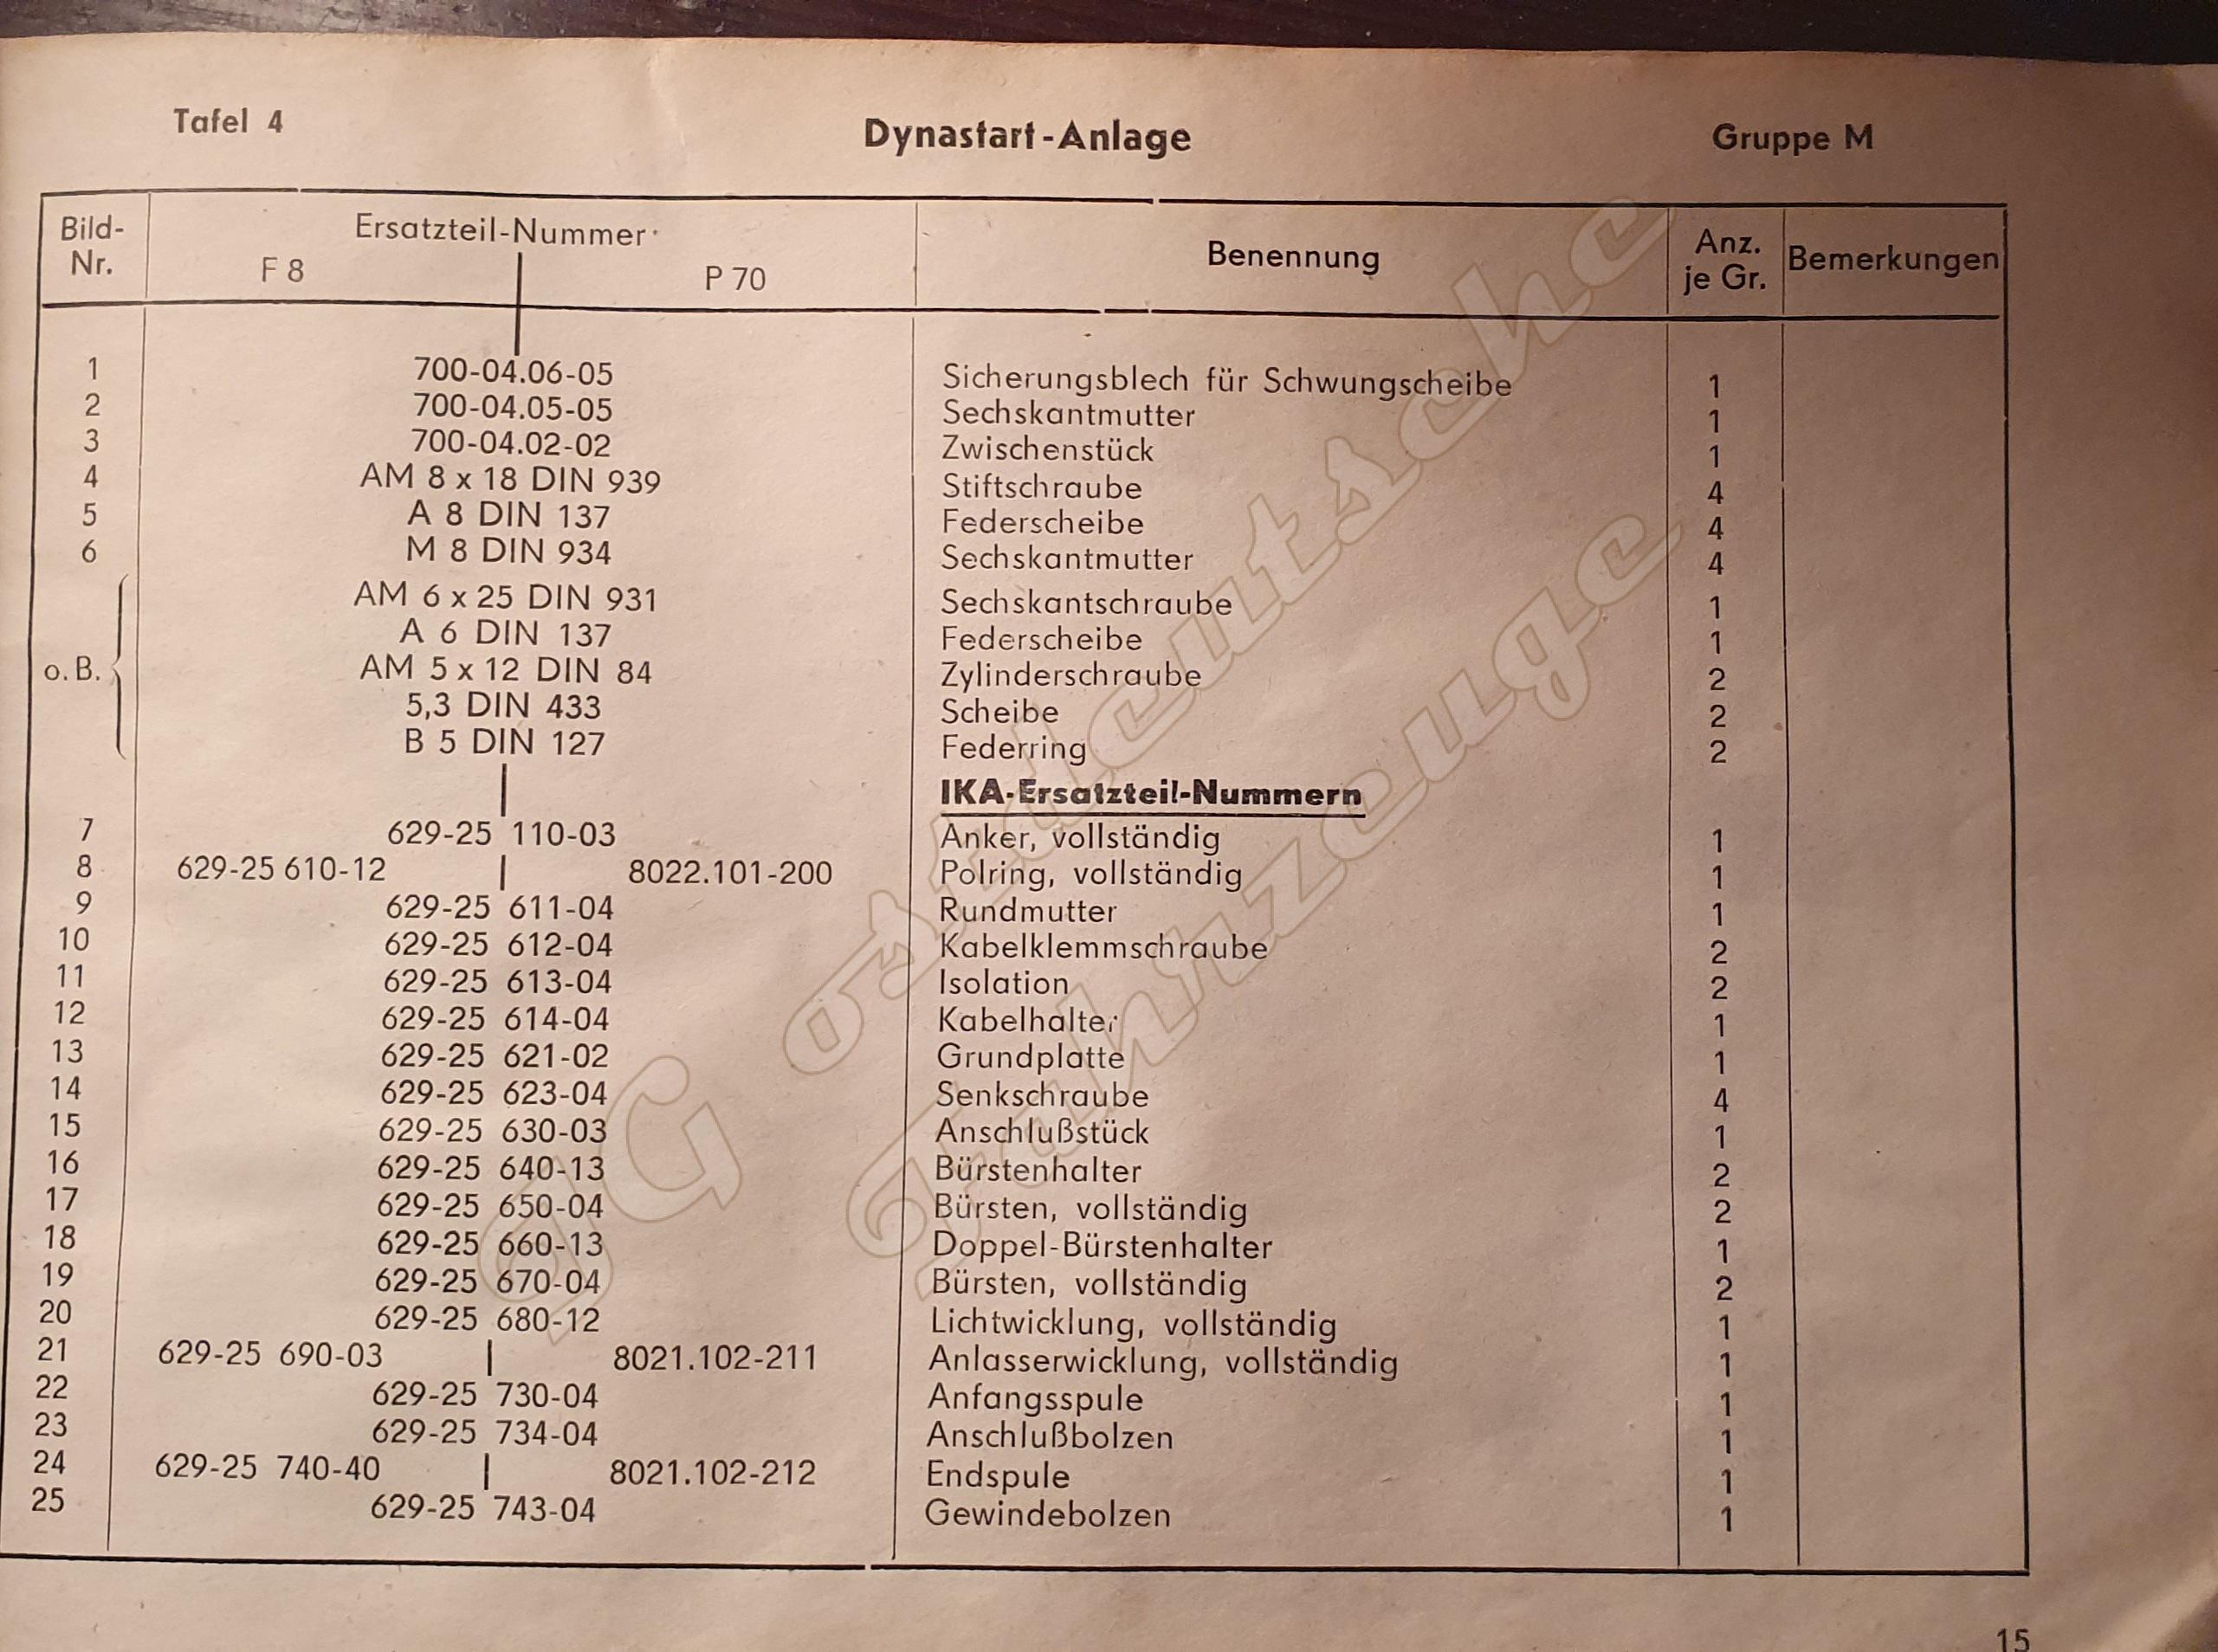 Tafel 4 Dynastart-Anlage Gruppe M
Bild-Nr. Ersatzteil-Nummer F 8 P 70 Benennung Anz. je Gr. Bemerkungen
1 700-04.06-05 Sicherungsblech für Schwungscheibe 1
2 700-04.05-05 Sechskantmutter 1
3 700-04.02-02 Zwischenstück 1
4 AM 8 x 18 DIN 939 Stiftschraube 4
5 A 8 DIN 137 Federscheibe 4
6 M 8 DIN 934 Sechskantmutter 4
AM 6 x 25 DIN 931 Sechskantschraube 1
A 6 DIN 137 Federscheibe 1
o. B. AM 5 x 12 DIN 84 Zylinderschraube 2
5,3 DIN 433 Scheibe 2
B 5 DIN 127 Federring 2
IKA-Ersatzteil-Nummern
7 629-25 110-03 Anker, vollständig 1
8 629-25 610-12 8022.101-200 Polring, vollständig 1
9 629-25 611-04 Rundmutter 1
10 629-25 612-04 Kabelklemmschraube 2
11 629-25 613-04 Isolation 2
12 629-25 614-04 Kabelhalter 1
13 629-25 621-02 Grundplatte 1
14 629-25 623-04 Senkschraube 4
15 629-25 630-03 Anschlußstück 1
16 629-25 640-13 Bürstenhalter 2
17 629-25 650-04 Bürsten, vollständig 2
18 629-25 660-13 Doppel-Bürstenhalter 1
19 629-25 670-04 Bürsten, vollständig 2
20 629-25 680-12 Lichtwicklung, vollständig 1
21 629-25 690-03 8021.102-211 Anlasserwicklung, vollständig 1
22 629-25 730-04 Anfangsspule 1
23 629-25 734-04 Anschlußbolzen 1
24 629-25 740-40 8021.102-212 Endspule 1
25 629-25 743-04 Gewindebolzen 1
15
IG ostdeutsche
Fahrzeuge